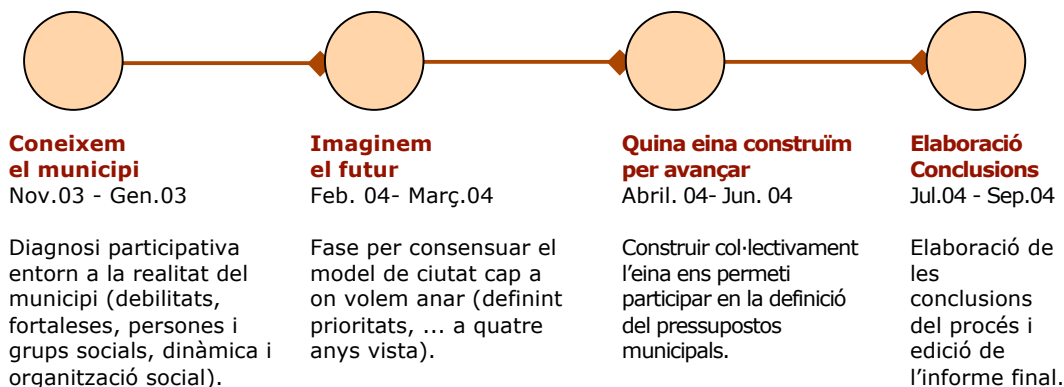 Coneixem
el municipi
Nov.03 - Gen.03
Diagnosi participativa
entorn a la realitat del
municipi (debilitats,
fortaleses, persones i
grups socials, dinàmica i
organització social).
Imaginem
el futur
Feb. 04- Març.04
Fase per consensuar el
model de ciutat cap a
on volem anar (definint
prioritats, ... a quatre
anys vista).
Quina eina construïm
per avançar
Abril. 04- Jun. 04
Construir col·lectivament
l’eina ens permeti
participar en la definició
del pressupostos
municipals.
Elaboració
Conclusions
Jul.04 - Sep.04
Elaboració de
les
conclusions
del procés i
edició de
l’informe final.